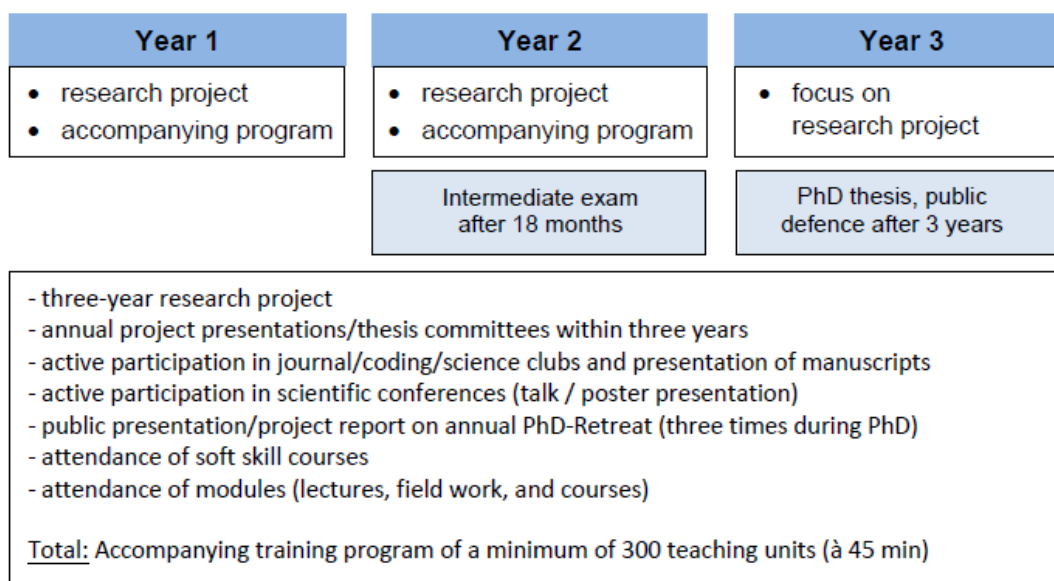 Year 1
• research project
• accompanying program
Year 2
• research project
• accompanying program
Intermediate exam
after 18 months
Year 3
• focus on
research project
PhD thesis, public
defence after 3 years
- three-year research project
- annual project presentations/thesis committees within three years
- active participation in journal/coding/science clubs and presentation of manuscripts
- active participation in scientific conferences (talk / poster presentation)
- public presentation/project report on annual PhD-Retreat (three times during PhD)
- attendance of soft skill courses
- attendance of modules (lectures, field work, and courses)
Total: Accompanying training program of a minimum of 300 teaching units (à 45 min)